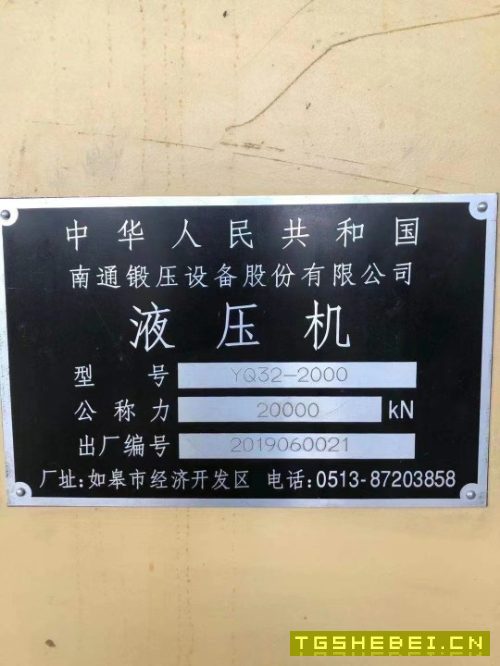 中华人民共和国
南通锻压设备股份有限公司
液压机
型号 YQ32-2000
公称力 20000 kN
出厂编号 2019060021
厂址:如皋市经济开发区 电话:0513-87203858
TGSHEBEI.CN